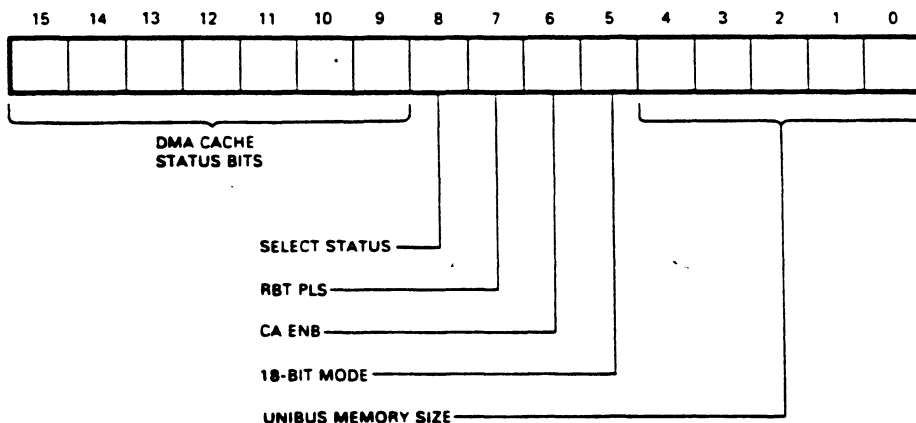 15 14 13 12 11 10 9 8 7 6 5 4 3 2 1 0
DMA CACHE
STATUS BITS
SELECT STATUS
RBT PLS
CA ENB
18-BIT MODE
UNIBUS MEMORY SIZE